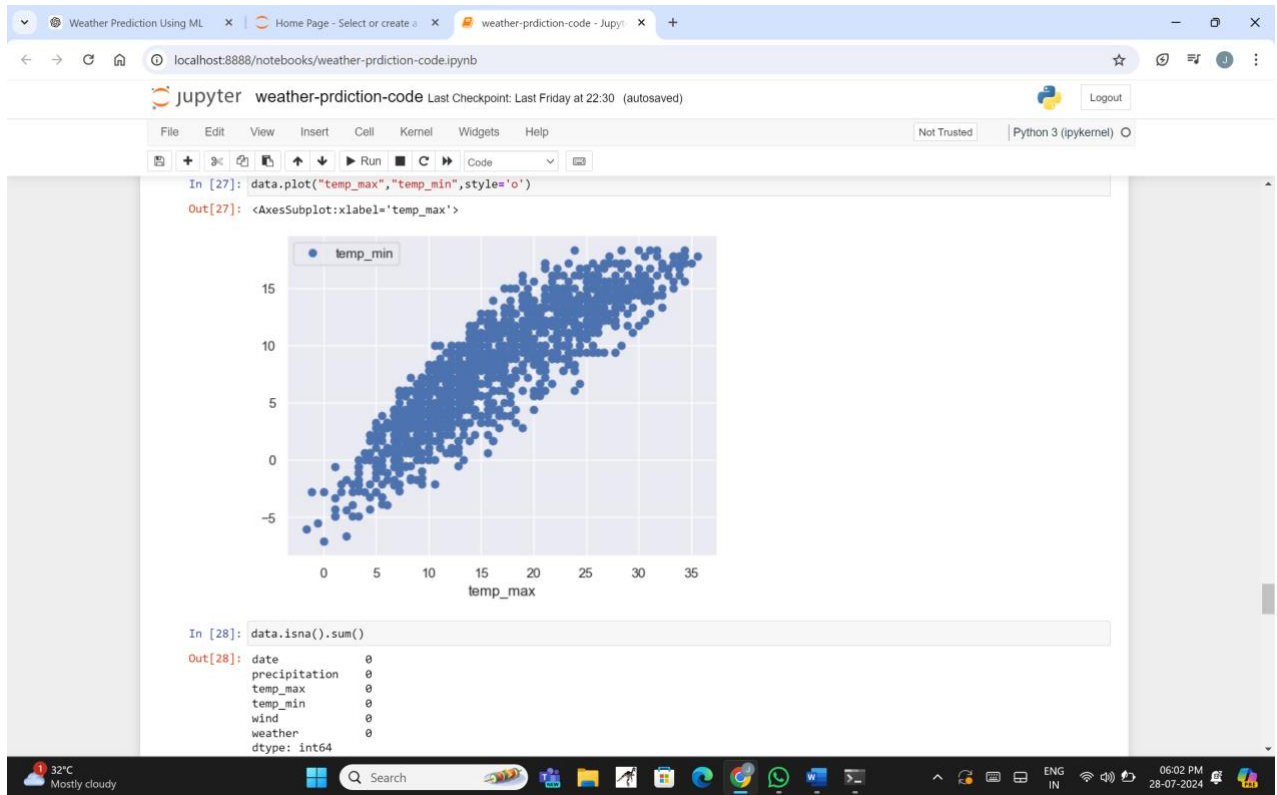 Weather Prediction Using ML
Home Page - Select or create a
weather-prdiction-code - Jupyt
localhost:8888/notebooks/weather-prdiction-code.ipynb
J
jupyter weather-prdiction-code Last Checkpoint: Last Friday at 22:30 (autosaved)
Logout
File Edit View Insert Cell Kernel Widgets Help
Not Trusted
Python 3 (ipykernel)
Run
Code
In [27]: data.plot("temp_max","temp_min",style='o')
Out[27]: <AxesSubplot:xlabel='temp_max'>
temp_min
15
10
5
0
−5
0 5 10 15 20 25 30 35
temp_max
In [28]: data.isna().sum()
Out[28]: date 0
precipitation 0
temp_max 0
temp_min 0
wind 0
weather 0
dtype: int64
1
32°C
Mostly cloudy
Search
ENG
IN
06:02 PM
28-07-2024